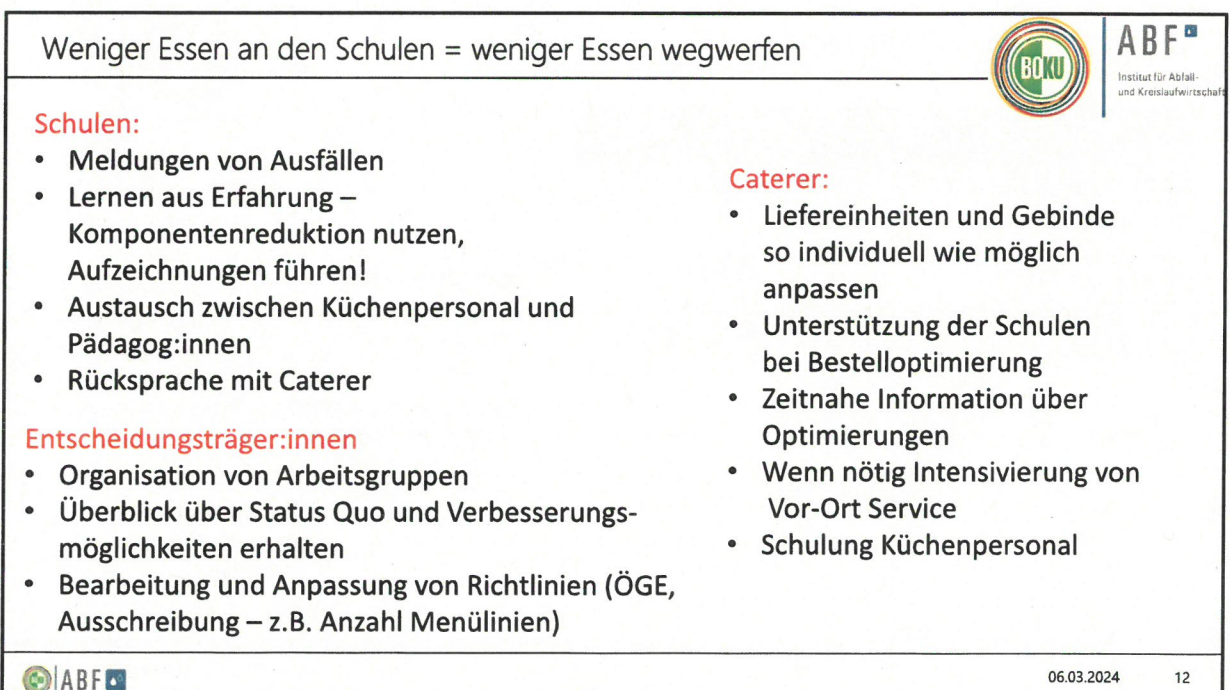 Weniger Essen an den Schulen = weniger Essen wegwerfen
BOKU
ABF
Institut für Abfall-
und Kreislaufwirtschaft
Schulen:
• Meldungen von Ausfällen
• Lernen aus Erfahrung –
Komponentenreduktion nutzen,
Aufzeichnungen führen!
• Austausch zwischen Küchenpersonal und
Pädagog:innen
• Rücksprache mit Caterer
Entscheidungsträger:innen
• Organisation von Arbeitsgruppen
• Überblick über Status Quo und Verbesserungs-
möglichkeiten erhalten
• Bearbeitung und Anpassung von Richtlinien (ÖGE,
Ausschreibung – z.B. Anzahl Menülinien)
Caterer:
• Liefereinheiten und Gebinde
so individuell wie möglich
anpassen
• Unterstützung der Schulen
bei Bestelloptimierung
• Zeitnahe Information über
Optimierungen
• Wenn nötig Intensivierung von
Vor-Ort Service
• Schulung Küchenpersonal
ABF
06.03.2024 12